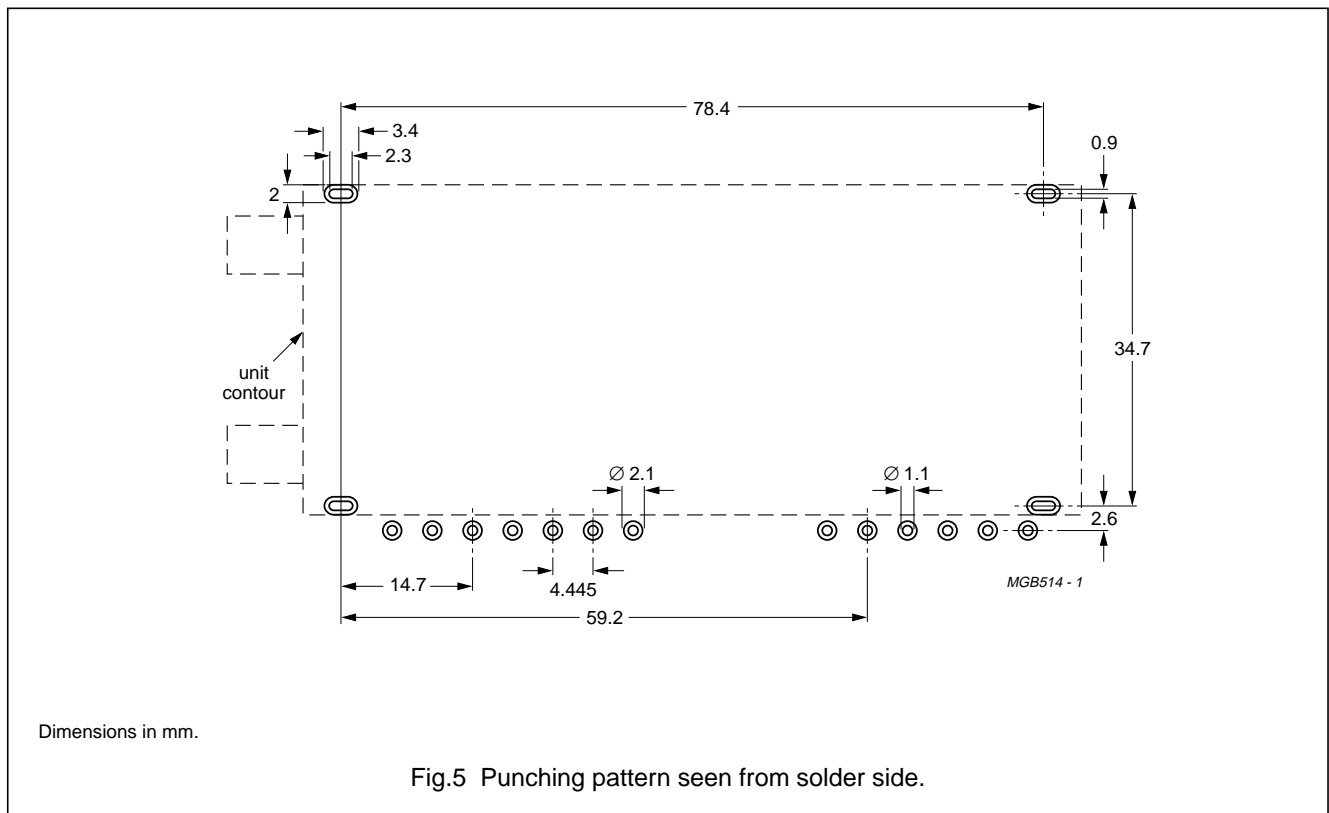 78.4
3.4
2.3
0.9
2
34.7
unit
contour
∅ 2.1
∅ 1.1
2.6
14.7
4.445
MGB514 - 1
59.2
Dimensions in mm.
Fig.5 Punching pattern seen from solder side.